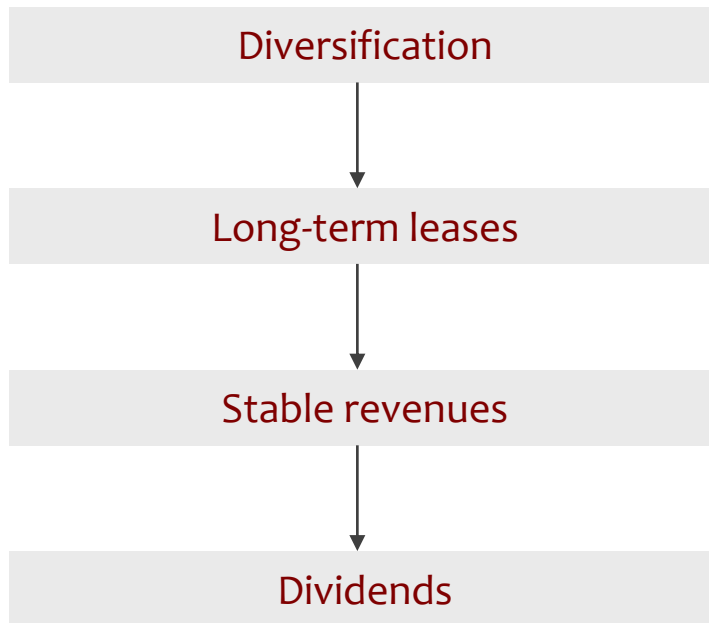 Diversification
Long-term leases
Stable revenues
Dividends